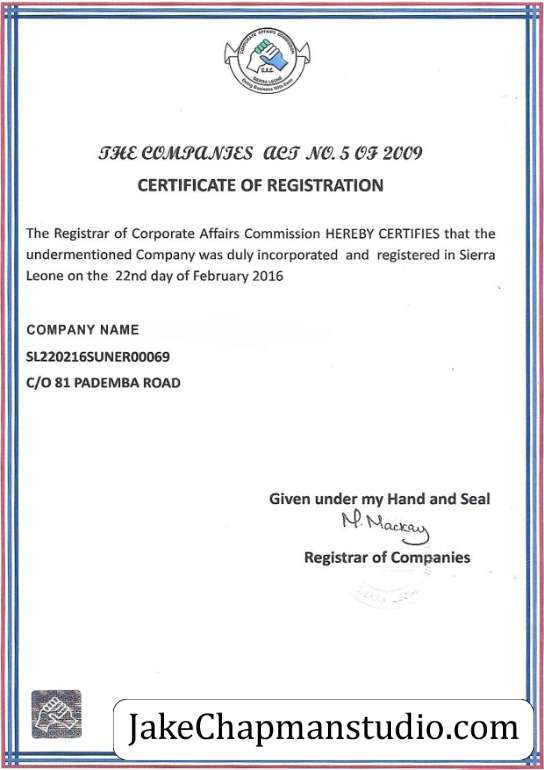 CORPORATE AFFAIRS COMMISSION
C.A.C.
SIERRA LEONE
Doing Business With Ease
THE COMPANIES ACT NO. 5 OF 2009
CERTIFICATE OF REGISTRATION
The Registrar of Corporate Affairs Commission HEREBY CERTIFIES that the
undermentioned Company was duly incorporated and registered in Sierra
Leone on the 22nd day of February 2016
COMPANY NAME
SL220216SUNER00069
C/O 81 PADEMBA ROAD
Given under my Hand and Seal
M. Mackay
Registrar of Companies
JakeChapmanstudio.com